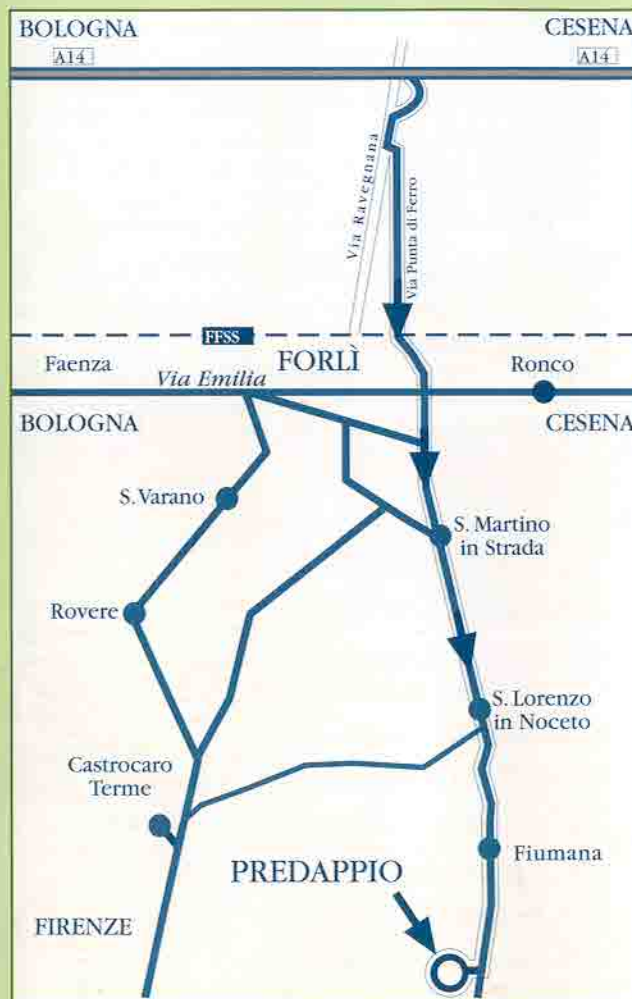 BOLOGNA
CESENA
A14
A14
Via Ravegnana
Via Punta di Ferro
FFSS
Faenza
FORLÌ
Ronco
Via Emilia
BOLOGNA
CESENA
S. Varano
S. Martino
in Strada
Rovere
S. Lorenzo
in Noceto
Castrocaro
Terme
Fiumana
PREDAPPIO
FIRENZE